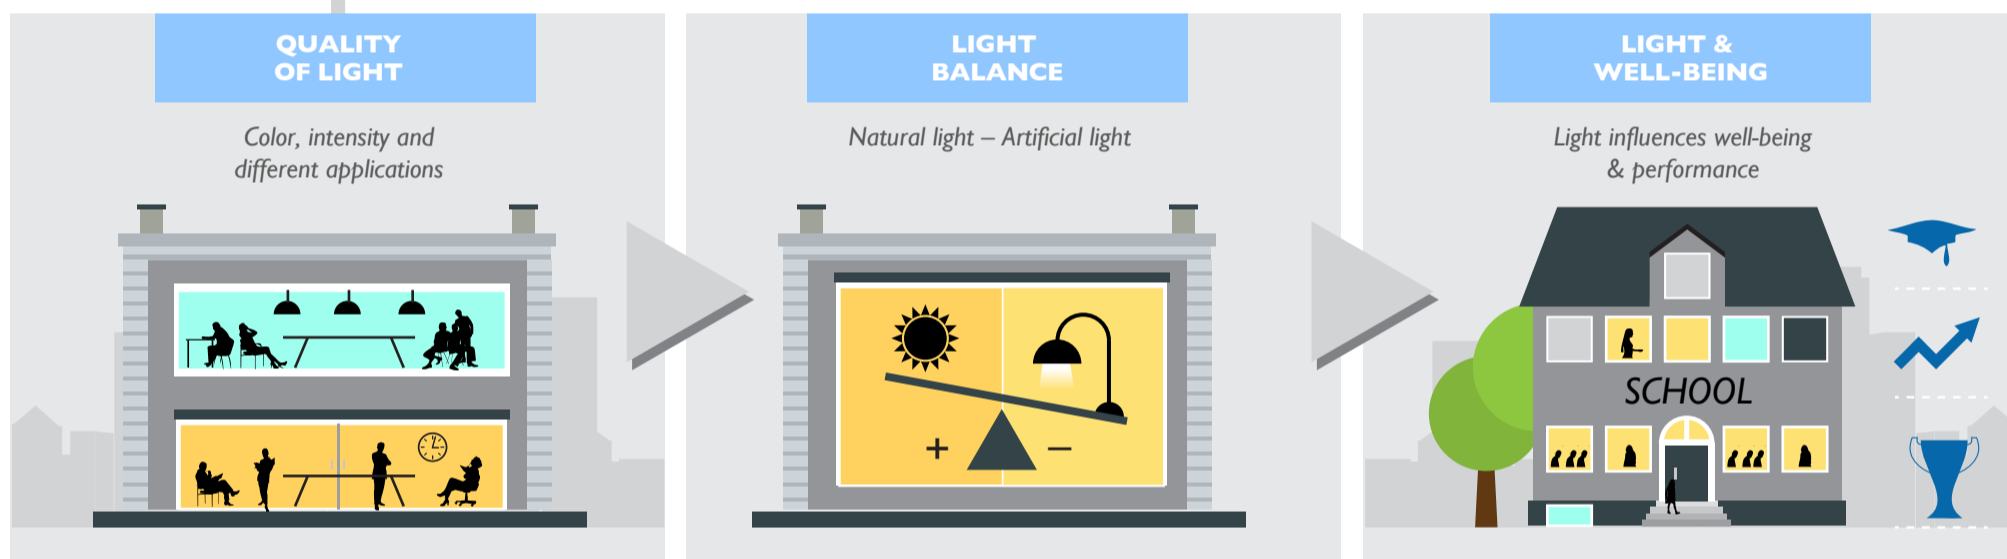 QUALITY
OF LIGHT
Color, intensity and
different applications
LIGHT
BALANCE
Natural light – Artificial light
+ –
LIGHT &
WELL-BEING
Light influences well-being
& performance
SCHOOL